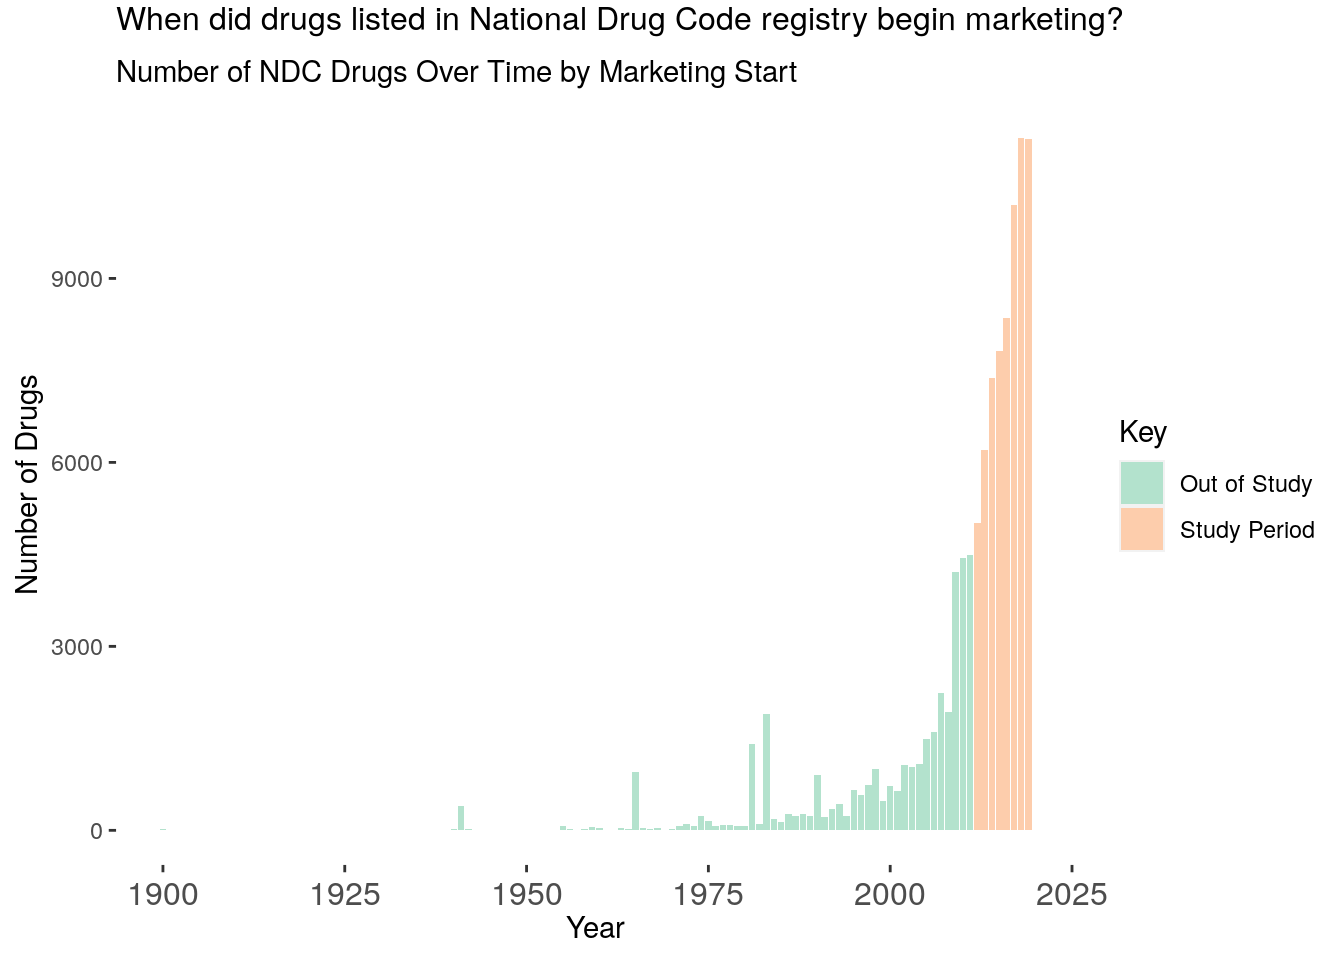 When did drugs listed in National Drug Code registry begin marketing?
Number of NDC Drugs Over Time by Marketing Start
9000
6000
3000
0
Number of Drugs
1900 1925 1950 1975 2000 2025
Year
Key
Out of Study
Study Period